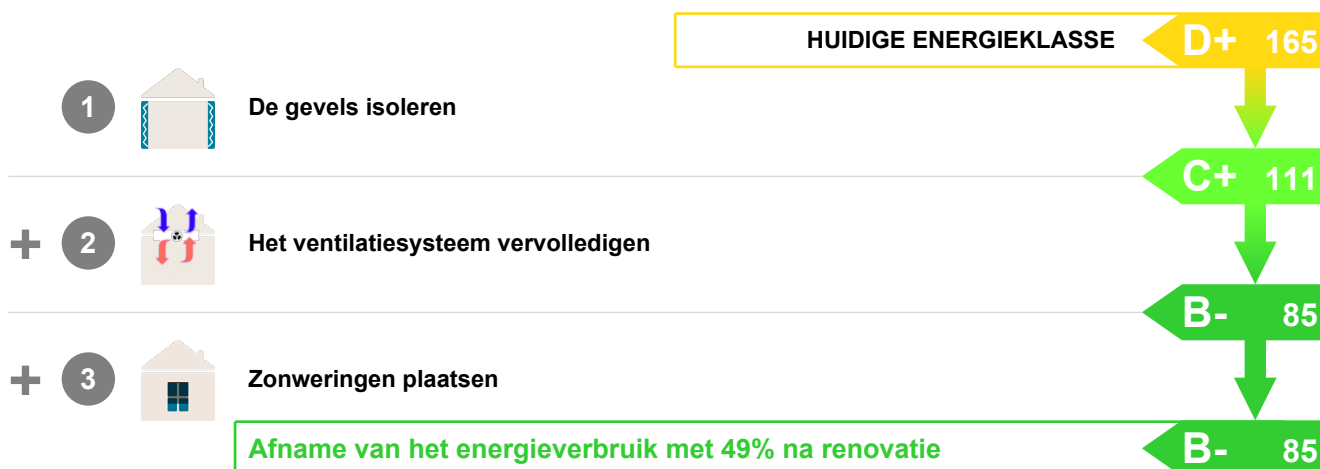 HUIDIGE ENERGIEKLASSE D+ 165
1 De gevels isoleren
C+ 111
+ 2 Het ventilatiesysteem vervolledigen
B- 85
+ 3 Zonweringen plaatsen
Afname van het energieverbruik met 49% na renovatie B- 85